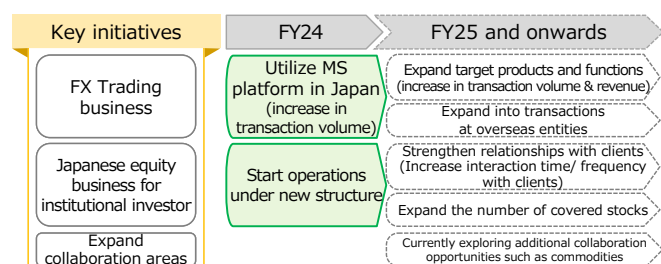 Key initiatives
FY24
FY25 and onwards
FX Trading
business
Utilize MS
platform in Japan
(increase in
transaction volume)
Expand target products and functions
(increase in transaction volume & revenue)
Expand into transactions
at overseas entities
Japanese equity
business for
institutional investor
Start operations
under new structure
Strengthen relationships with clients
(Increase interaction time/ frequency
with clients)
Expand the number of covered stocks
Expand
collaboration areas
Currently exploring additional collaboration
opportunities such as commodities